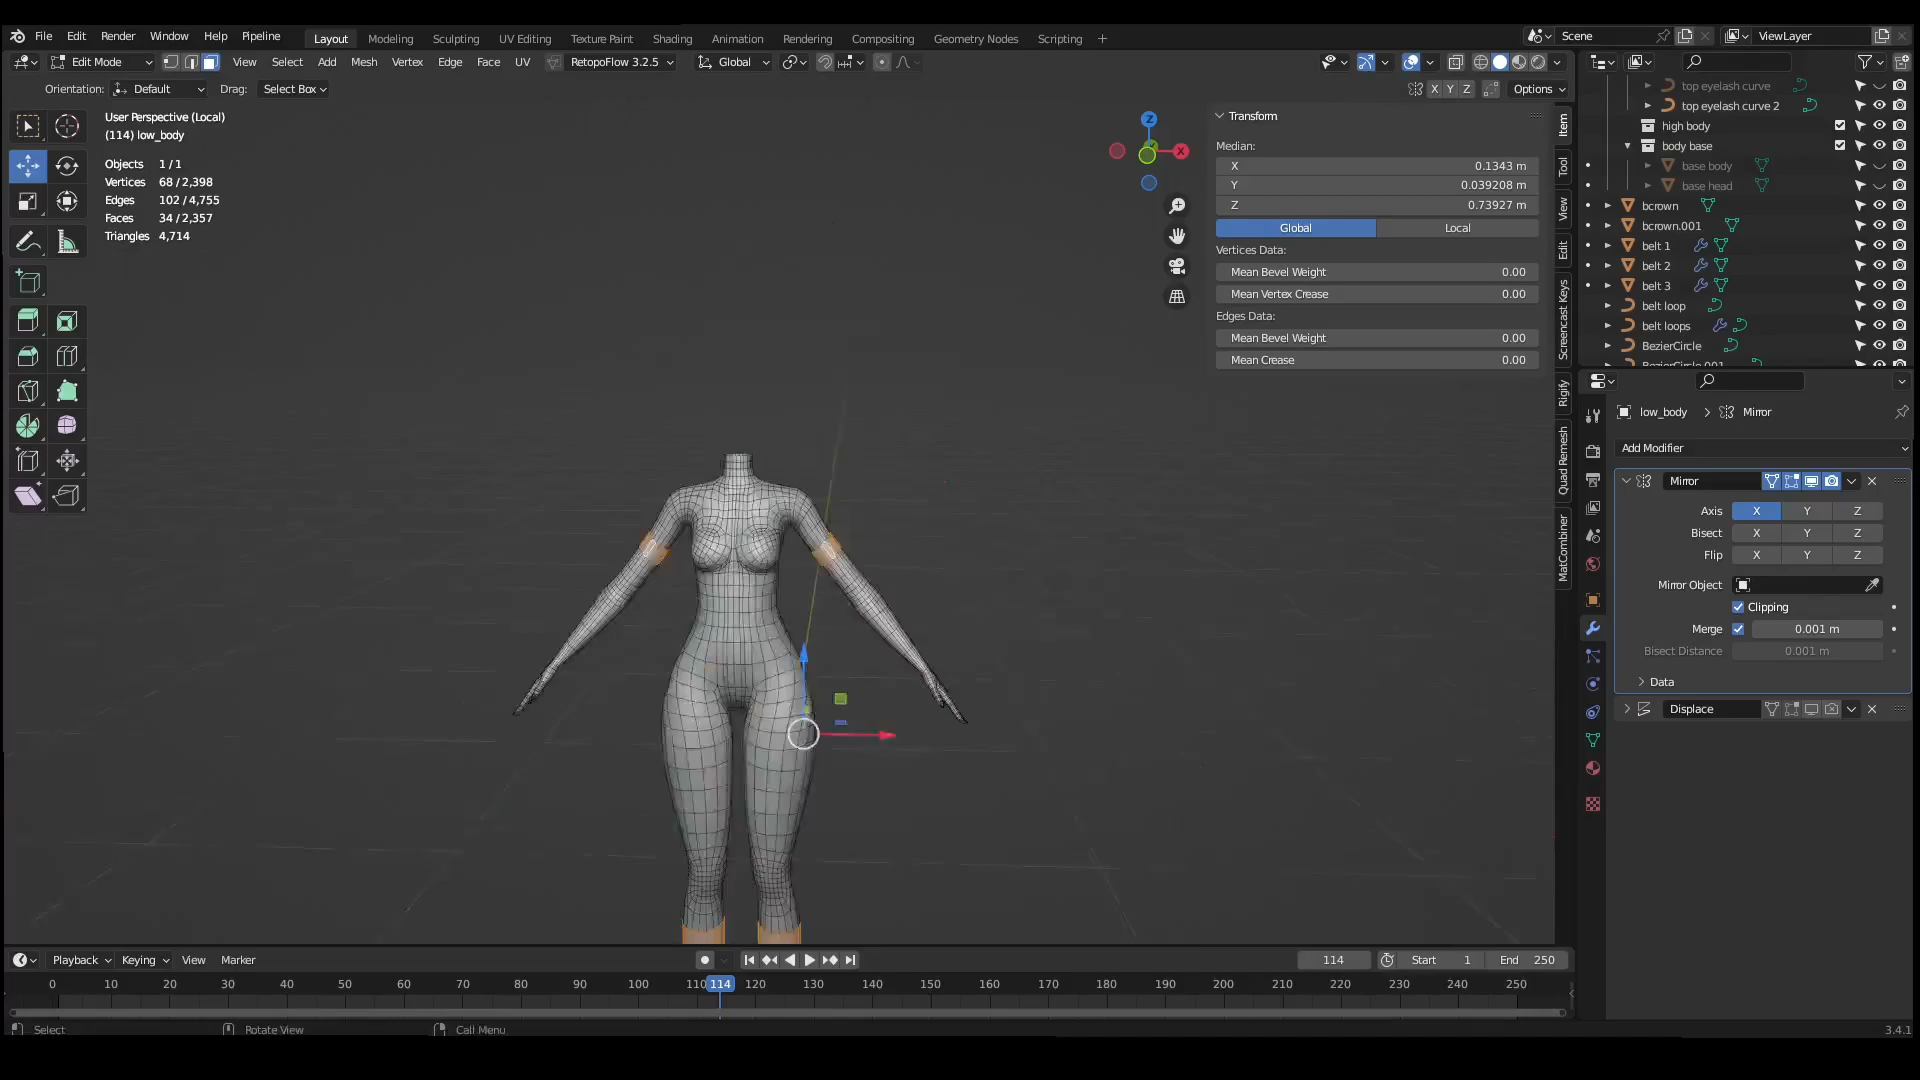 File Edit Render Window Help Pipeline Layout Modeling Sculpting UV Editing Texture Paint Shading Animation Rendering Compositing Geometry Nodes Scripting + Scene ViewLayer
Edit Mode View Select Add Mesh Vertex Edge Face UV RetopoFlow 3.2.5 Global
Orientation: Default Drag: Select Box X Y Z Options
User Perspective (Local)
(114) low_body
Objects 1 / 1
Vertices 68 / 2,398
Edges 102 / 4,755
Faces 34 / 2,357
Triangles 4,714
Z
X
Transform
Median:
X 0.1343 m
Y 0.039208 m
Z 0.73927 m
Global Local
Vertices Data:
Mean Bevel Weight 0.00
Mean Vertex Crease 0.00
Edges Data:
Mean Bevel Weight 0.00
Mean Crease 0.00
Item
Tool
View
Edit
Screencast Keys
Rigify
Quad Remesh
MatCombiner
top eyelash curve
top eyelash curve 2
high body
body base
base body
base head
bcrown
bcrown.001
belt 1
belt 2
belt 3
belt loop
belt loops
BezierCircle
BezierCircle.001
low_body > Mirror
Add Modifier
Mirror
Axis X Y Z
Bisect X Y Z
Flip X Y Z
Mirror Object
Clipping
Merge 0.001 m
Bisect Distance 0.001 m
Data
Displace
Playback Keying View Marker 114 Start 1 End 250
0 10 20 30 40 50 60 70 80 90 100 110 114 120 130 140 150 160 170 180 190 200 210 220 230 240 250
Select Rotate View Call Menu 3.4.1